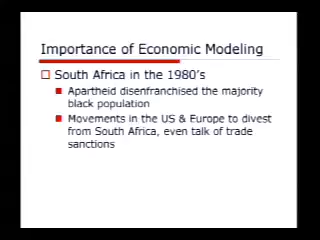 Importance of Economic Modeling
South Africa in the 1980's
Apartheid disenfranchised the majority
black population
Movements in the US & Europe to divest
from South Africa, even talk of trade
sanctions